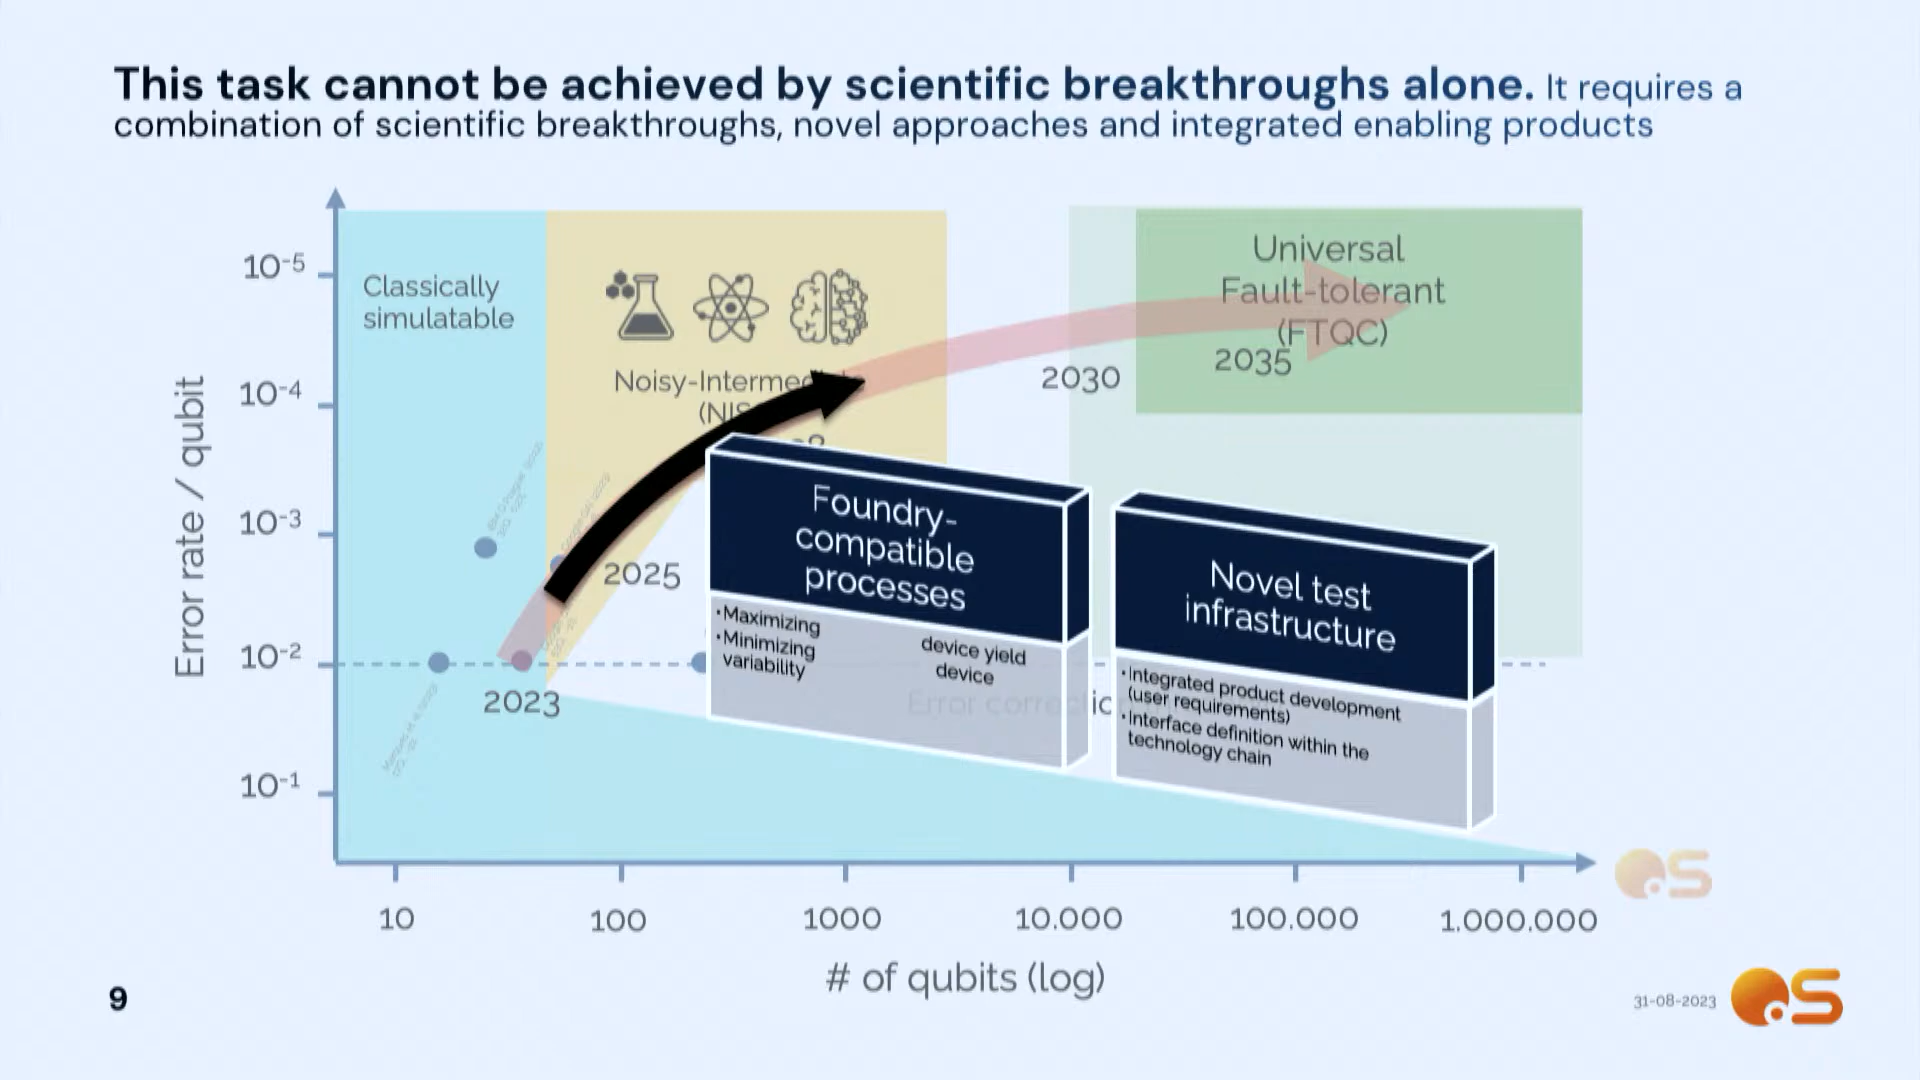 This task cannot be achieved by scientific breakthroughs alone. It requires a
combination of scientific breakthroughs, novel approaches and integrated enabling products
Error rate / qubit
10-5
10-4
10-3
10-2
10-1
Classically
simulatable
Universal
Fault-tolerant
(FTQC)
2035
2030
2025
2023
Foundry-
compatible
processes
•Maximizing device yield
•Minimizing device
variability
Novel test
infrastructure
•Integrated product development
(user requirements)
•Interface definition within the
technology chain
Error correctic
10 100 1000 10.000 100.000 1.000.000
# of qubits (log)
9
31-08-2023
QS
QS